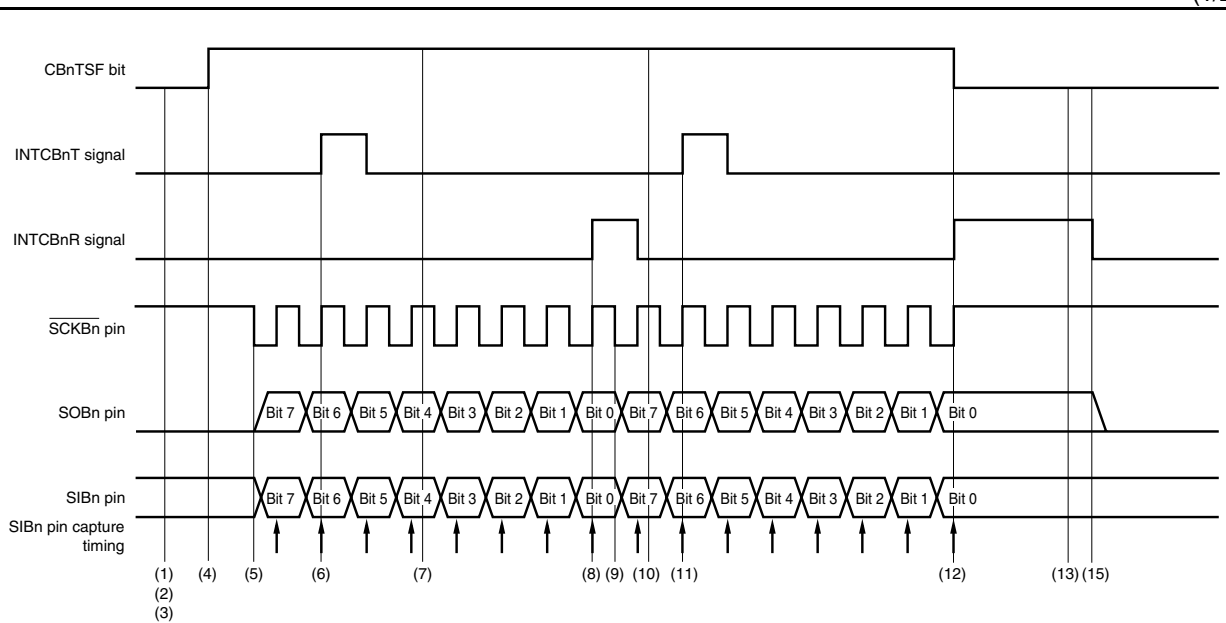 CBnTSF bit
INTCBnT signal
INTCBnR signal
SCKBn pin
SOBn pin
Bit 7 Bit 6 Bit 5 Bit 4 Bit 3 Bit 2 Bit 1 Bit 0 Bit 7 Bit 6 Bit 5 Bit 4 Bit 3 Bit 2 Bit 1 Bit 0
SIBn pin
Bit 7 Bit 6 Bit 5 Bit 4 Bit 3 Bit 2 Bit 1 Bit 0 Bit 7 Bit 6 Bit 5 Bit 4 Bit 3 Bit 2 Bit 1 Bit 0
SIBn pin capture
timing
(1) (4) (5) (6) (7) (8) (9) (10) (11) (12) (13) (15)
(2)
(3)